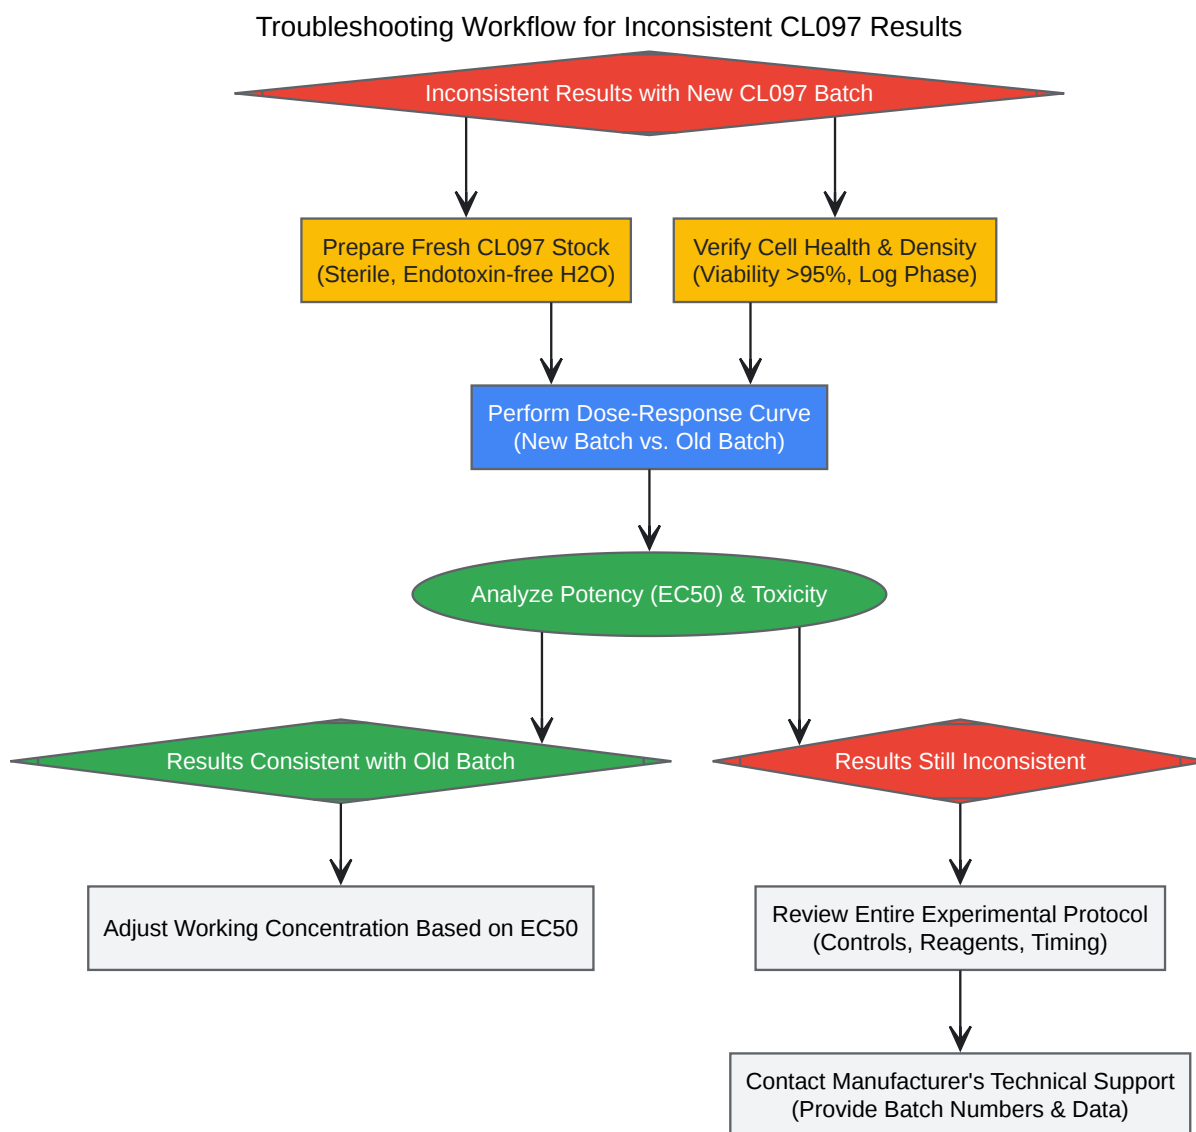 Troubleshooting Workflow for Inconsistent CL097 Results
Inconsistent Results with New CL097 Batch
Prepare Fresh CL097 Stock
(Sterile, Endotoxin-free H2O)
Verify Cell Health & Density
(Viability >95%, Log Phase)
Perform Dose-Response Curve
(New Batch vs. Old Batch)
Analyze Potency (EC50) & Toxicity
Results Consistent with Old Batch
Results Still Inconsistent
Adjust Working Concentration Based on EC50
Review Entire Experimental Protocol
(Controls, Reagents, Timing)
Contact Manufacturer's Technical Support
(Provide Batch Numbers & Data)